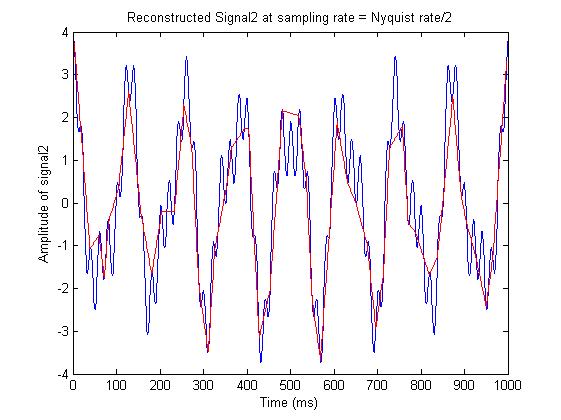 Reconstructed Signal2 at sampling rate = Nyquist rate/2
4
3
2
1
0
-1
-2
-3
-4
Amplitude of signal2
0 100 200 300 400 500 600 700 800 900 1000
Time (ms)